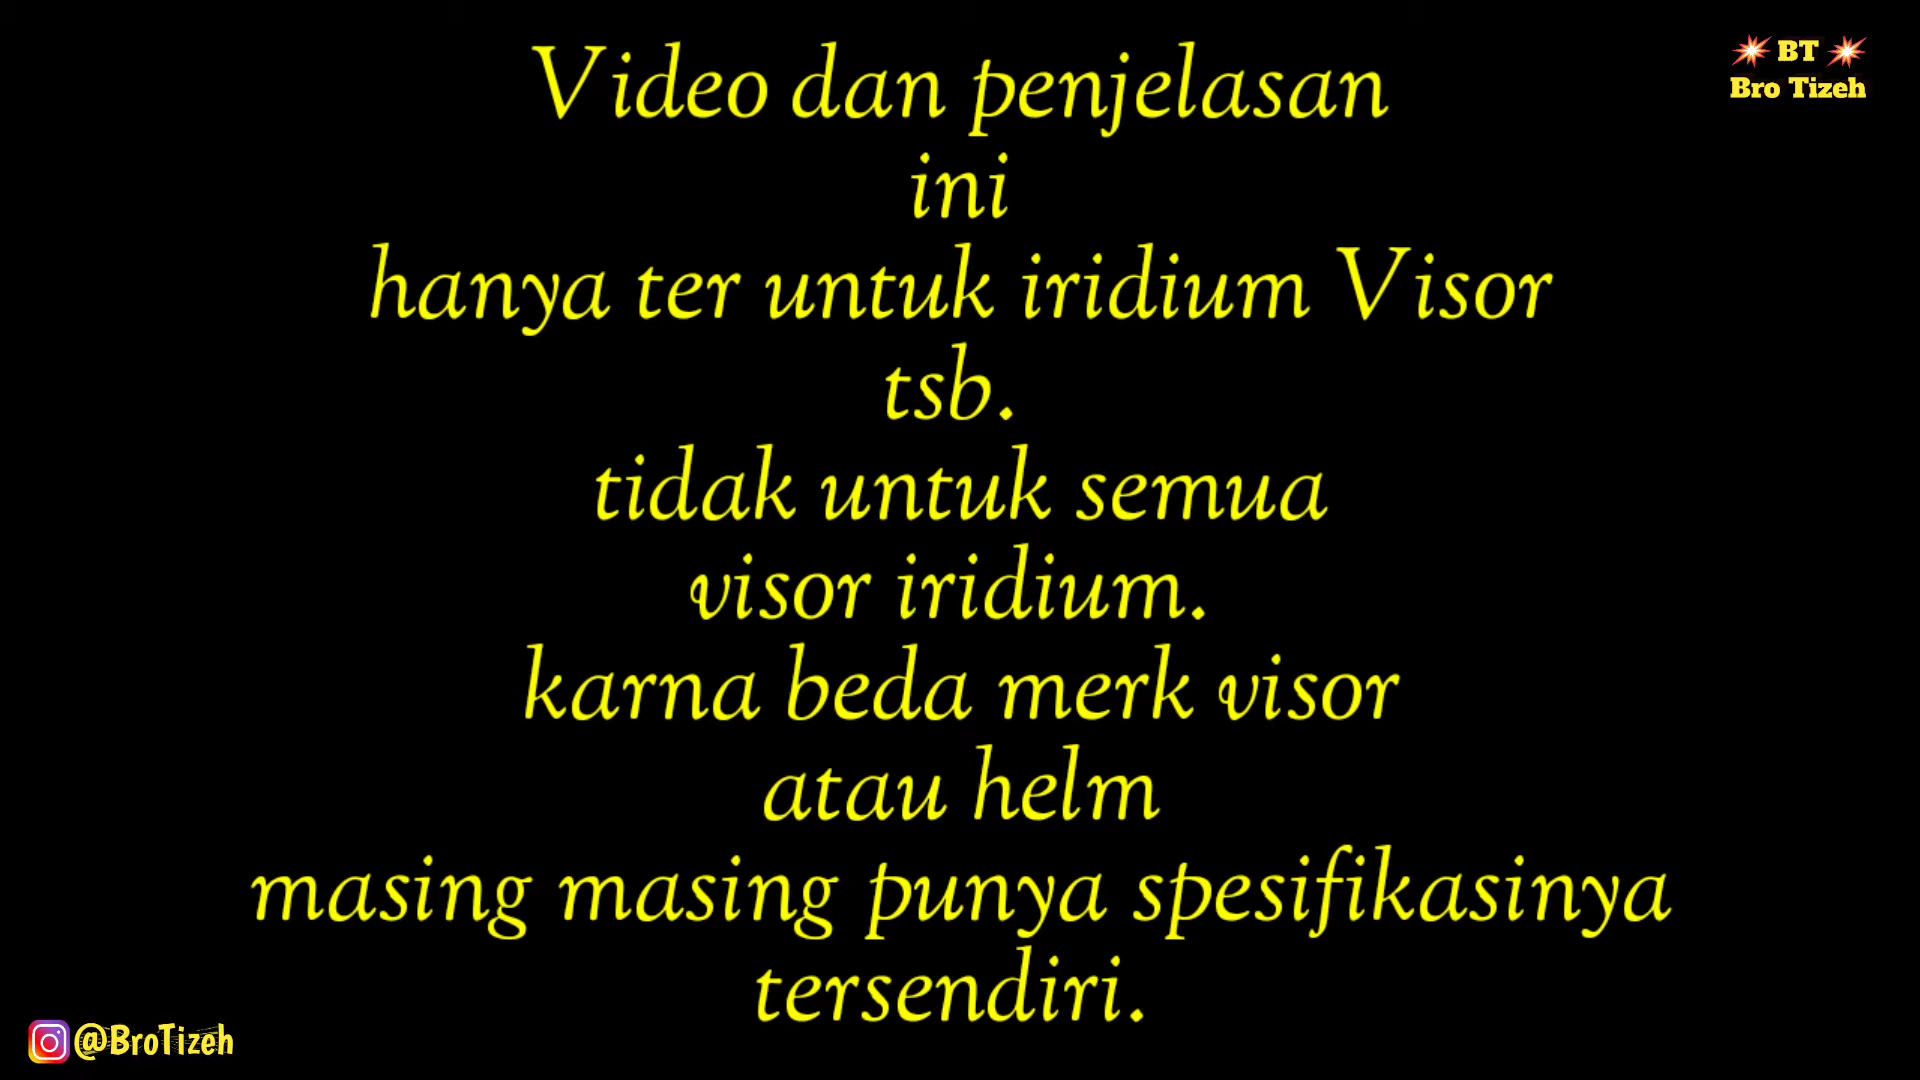 Video dan penjelasan
ini
hanya ter untuk iridium Visor
tsb.
tidak untuk semua
visor iridium.
karna beda merk visor
atau helm
masing masing punya spesifikasinya
tersendiri.
BT
Bro Tizeh
@BroTizeh